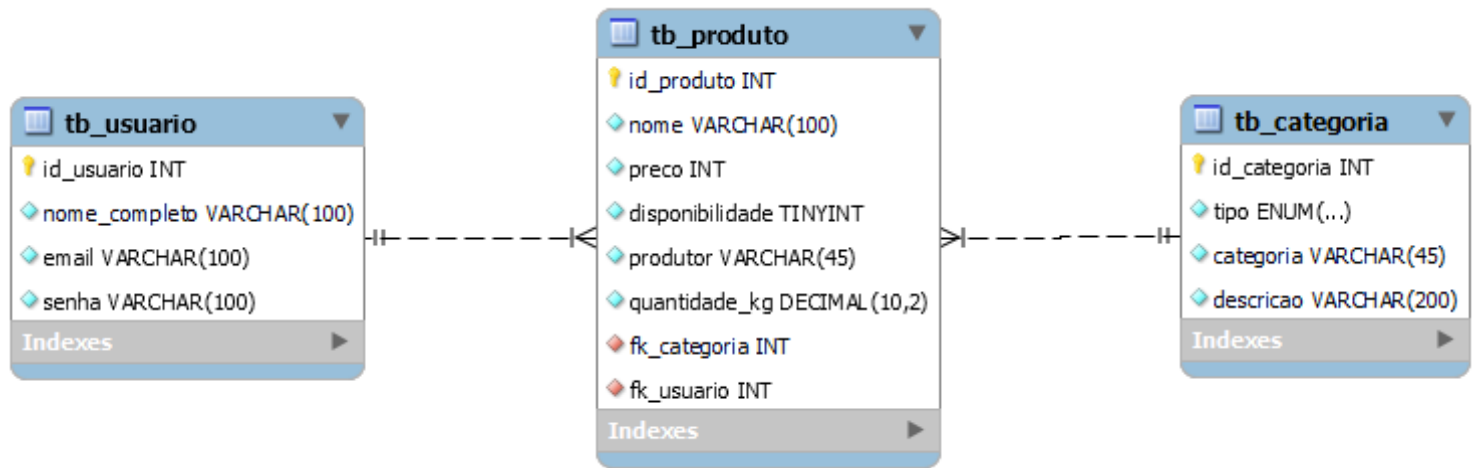 tb_usuario
id_usuario INT
nome_completo VARCHAR(100)
email VARCHAR(100)
senha VARCHAR(100)
Indexes
tb_produto
id_produto INT
nome VARCHAR(100)
preco INT
disponibilidade TINYINT
produtor VARCHAR(45)
quantidade_kg DECIMAL(10,2)
fk_categoria INT
fk_usuario INT
Indexes
tb_categoria
id_categoria INT
tipo ENUM(...)
categoria VARCHAR(45)
descricao VARCHAR(200)
Indexes